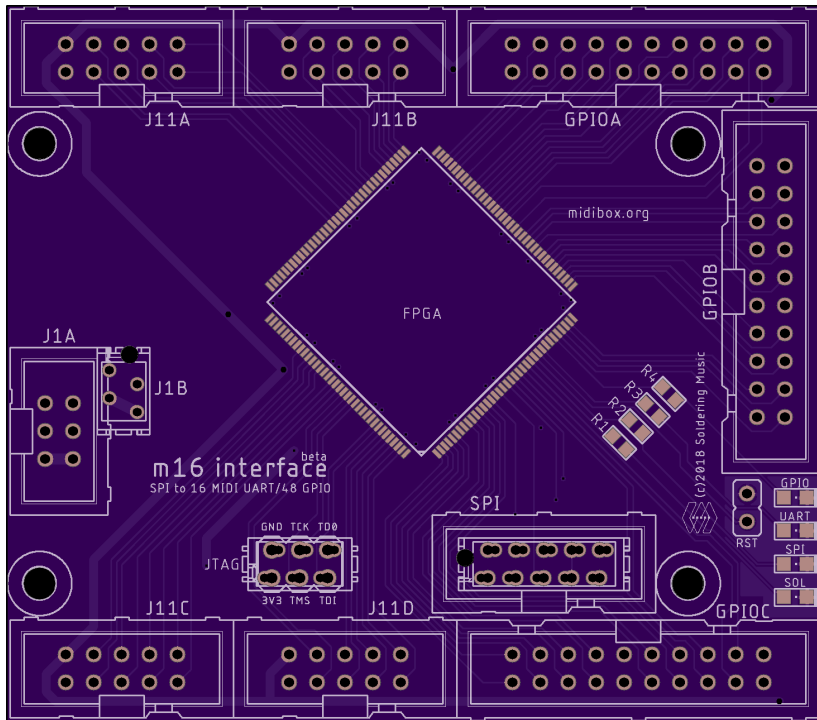 J11A
J11B
GPIOA
midibox.org
FPGA
GPIOB
J1A
J1B
R4
R3
R2
R1
(c)2018 Soldering Music
beta
m16 interface
SPI to 16 MIDI UART/48 GPIO
GPIO
UART
SPI
SOL
RST
SPI
GND TCK TDO
JTAG
3V3 TMS TDI
J11C
J11D
GPIOC